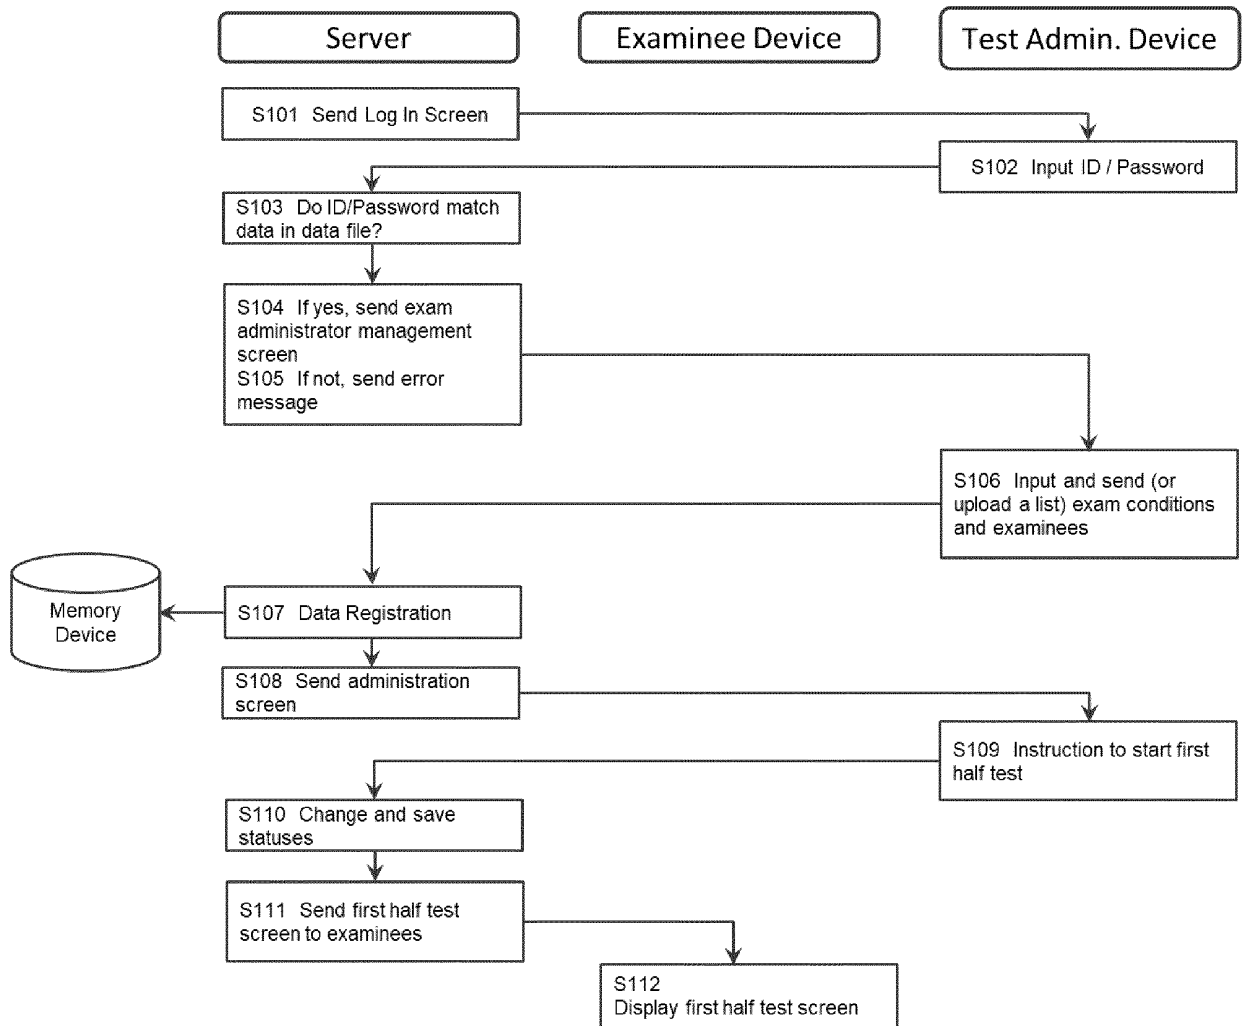 Server
Examinee Device
Test Admin. Device
S101 Send Log In Screen
S102 Input ID / Password
S103 Do ID/Password match
data in data file?
S104 If yes, send exam
administrator management
screen
S105 If not, send error
message
S106 Input and send (or
upload a list) exam conditions
and examinees
Memory
Device
S107 Data Registration
S108 Send administration
screen
S109 Instruction to start first
half test
S110 Change and save
statuses
S111 Send first half test
screen to examinees
S112
Display first half test screen